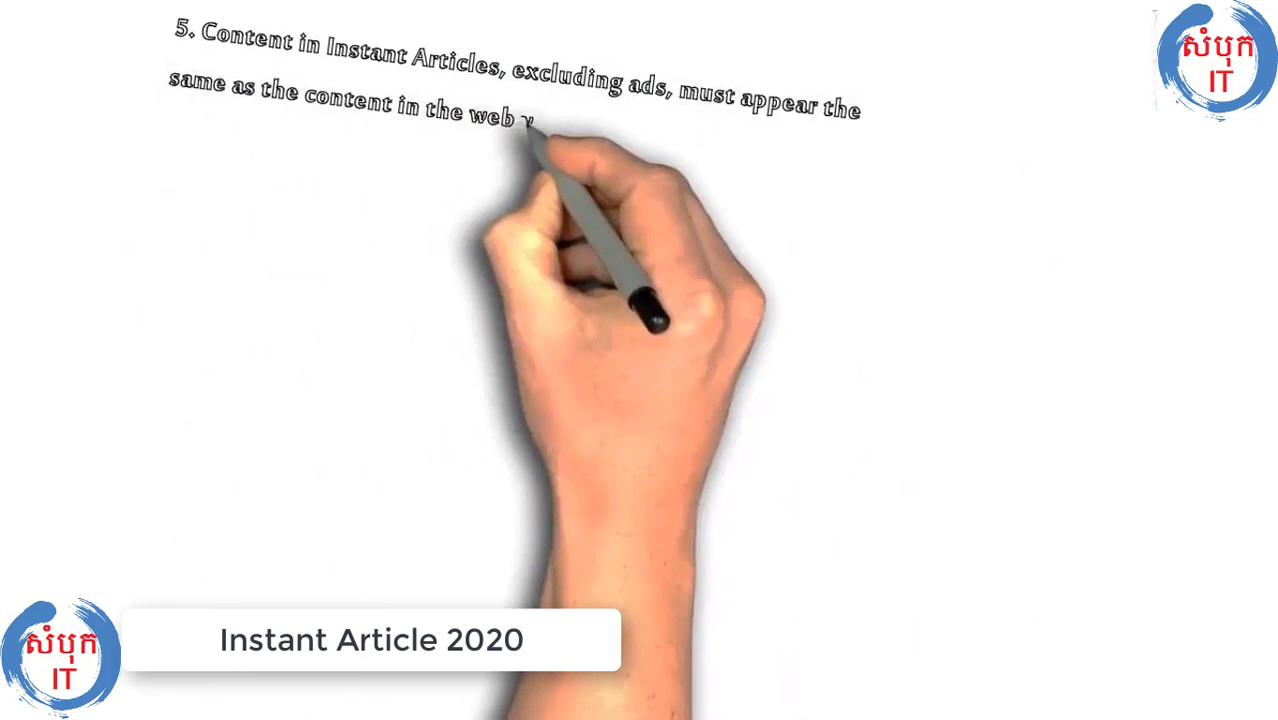 5. Content in Instant Articles, excluding ads, must appear the
same as the content in the web v
សំបុក
IT
Instant Article 2020
សំបុក
IT